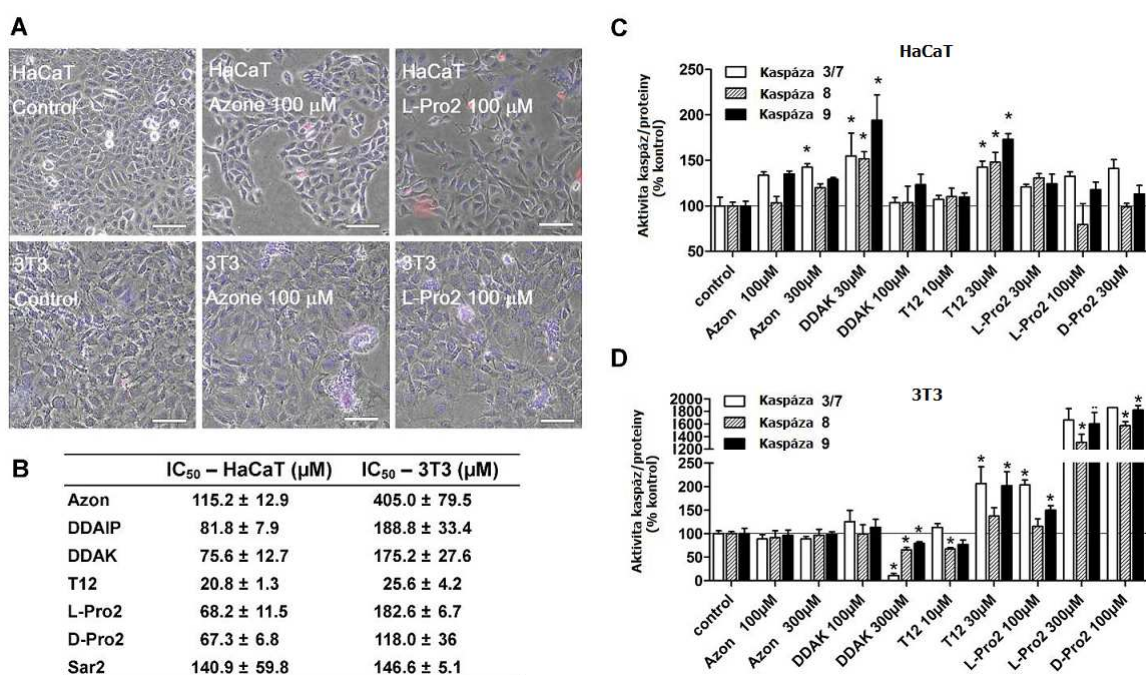 A
HaCaT
Control
HaCaT
Azone 100 µM
HaCaT
L-Pro2 100 µM
3T3
Control
3T3
Azone 100 µM
3T3
L-Pro2 100 µM
B
IC50 – HaCaT (µM) IC50 – 3T3 (µM)
Azon 115.2 ± 12.9 405.0 ± 79.5
DDAIP 81.8 ± 7.9 188.8 ± 33.4
DDAK 75.6 ± 12.7 175.2 ± 27.6
T12 20.8 ± 1.3 25.6 ± 4.2
L-Pro2 68.2 ± 11.5 182.6 ± 6.7
D-Pro2 67.3 ± 6.8 118.0 ± 36
Sar2 140.9 ± 59.8 146.6 ± 5.1
C
HaCaT
Kaspáza 3/7
Kaspáza 8
Kaspáza 9
Aktivita kaspáz/proteiny
(% kontrol)
250
200
150
100
50
* * * * * * *
control
Azon 100µM
Azon 300µM
DDAK 30µM
DDAK 100µM
T12 10µM
T12 30µM
L-Pro2 30µM
L-Pro2 100µM
D-Pro2 30µM
D
3T3
Kaspáza 3/7
Kaspáza 8
Kaspáza 9
Aktivita kaspáz/proteiny
(% kontrol)
2000
1800
1600
1400
1200
250
200
150
100
50
0
* * * * * * * * * * *
control
Azon 100µM
Azon 300µM
DDAK 100µM
DDAK 300µM
T12 10µM
T12 30µM
L-Pro2 100µM
L-Pro2 300µM
D-Pro2 100µM